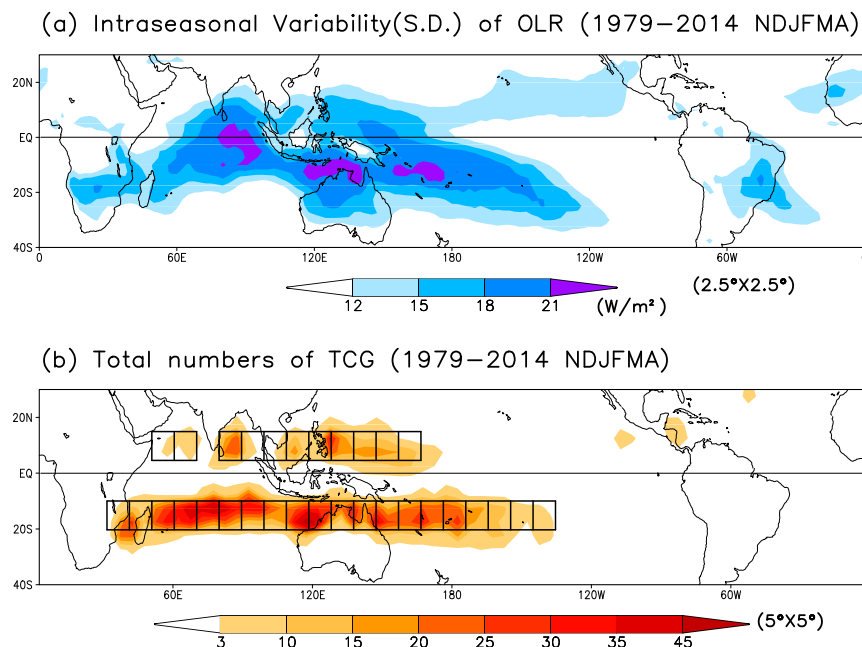 (a) Intraseasonal Variability(S.D.) of OLR (1979−2014 NDJFMA)
20N
EQ
20S
40S
0 60E 120E 180 120W 60W 0
12 15 18 21
(W/m²)
(2.5°X2.5°)
(b) Total numbers of TCG (1979−2014 NDJFMA)
20N
EQ
20S
40S
60E 120E 180 120W 60W
3 10 15 20 25 30 35 45
(5°X5°)